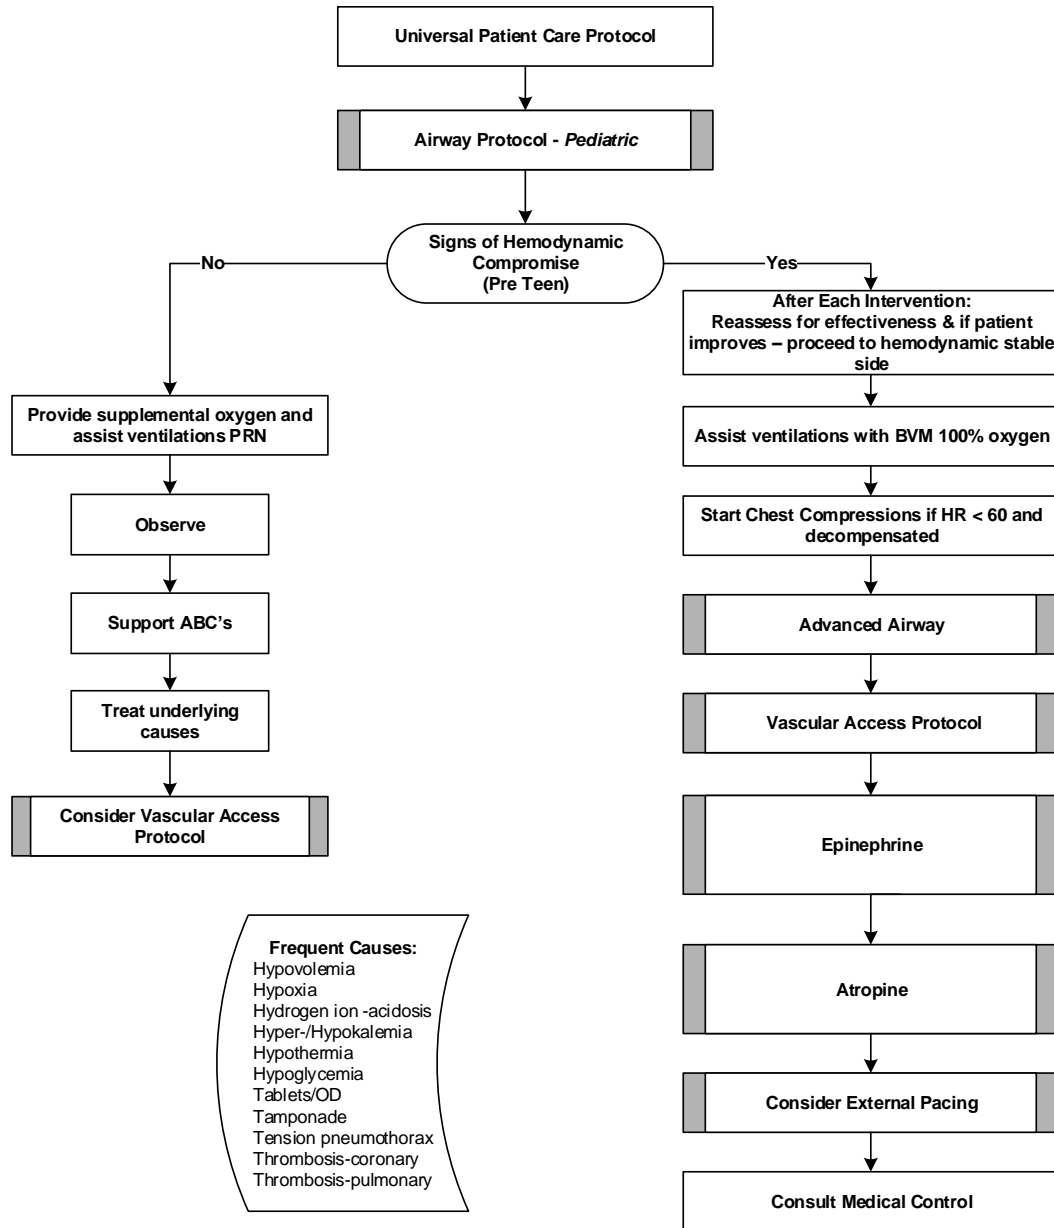 Universal Patient Care Protocol
Airway Protocol - Pediatric
Signs of Hemodynamic
Compromise
(Pre Teen)
No
Yes
After Each Intervention:
Reassess for effectiveness & if patient
improves – proceed to hemodynamic stable
side
Provide supplemental oxygen and
assist ventilations PRN
Assist ventilations with BVM 100% oxygen
Observe
Start Chest Compressions if HR < 60 and
decompensated
Support ABC's
Advanced Airway
Treat underlying
causes
Vascular Access Protocol
Consider Vascular Access
Protocol
Epinephrine
Frequent Causes:
Hypovolemia
Hypoxia
Hydrogen ion -acidosis
Hyper-/Hypokalemia
Hypothermia
Hypoglycemia
Tablets/OD
Tamponade
Tension pneumothorax
Thrombosis-coronary
Thrombosis-pulmonary
Atropine
Consider External Pacing
Consult Medical Control